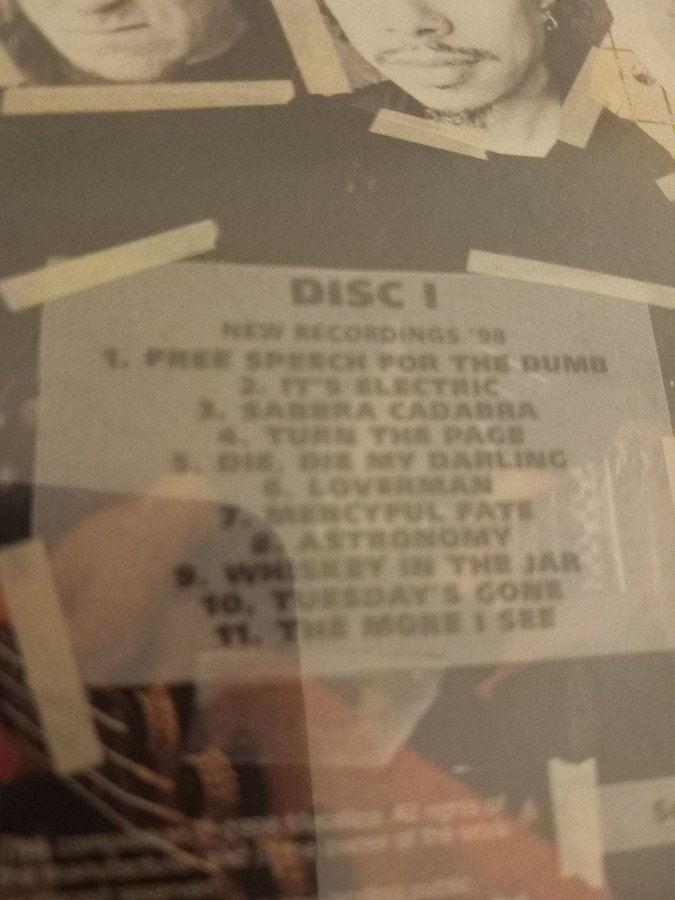 DISC 1
NEW RECORDINGS '98
1. FREE SPEECH FOR THE DUMB
2. IT'S ELECTRIC
3. SABBRA CADABRA
4. TURN THE PAGE
5. DIE, DIE MY DARLING
6. LOVERMAN
7. MERCYFUL FATE
8. ASTRONOMY
9. WHISKEY IN THE JAR
10. TUESDAY'S GONE
11. THE MORE I SEE